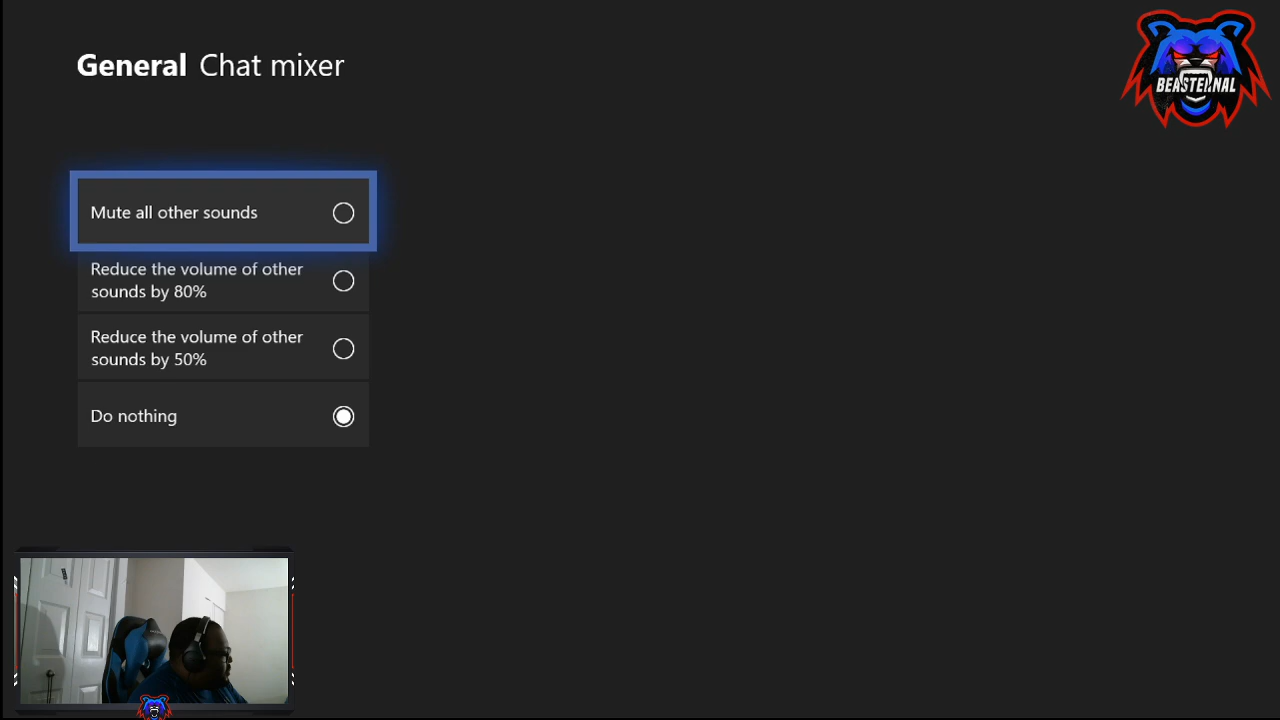 General Chat mixer
BEASTERNAL
Mute all other sounds
Reduce the volume of other
sounds by 80%
Reduce the volume of other
sounds by 50%
Do nothing